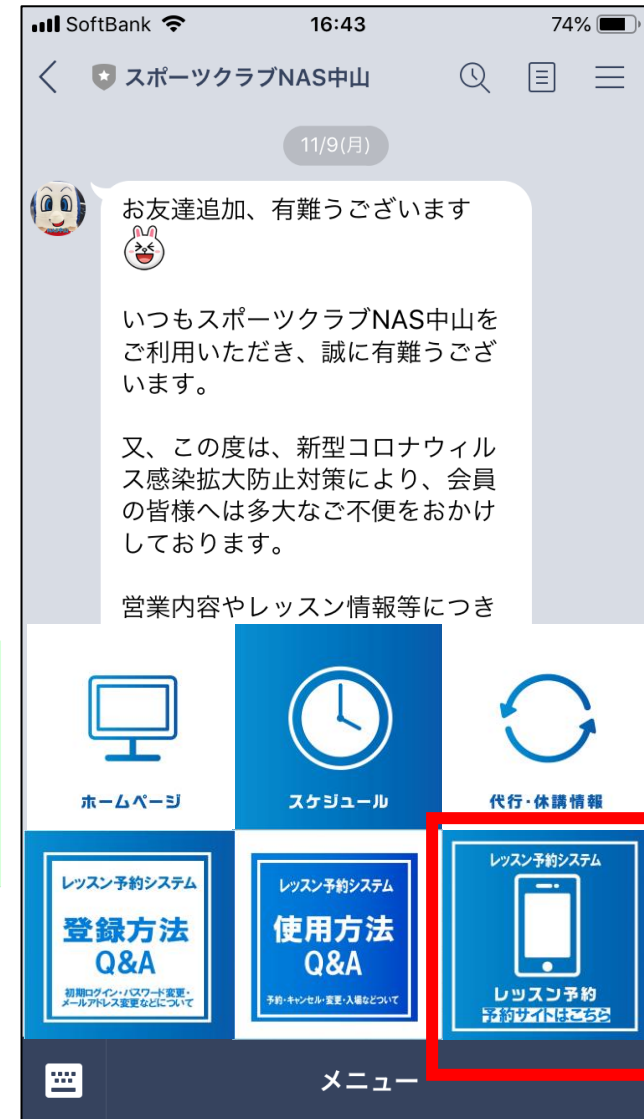 SoftBank 16:43 74%
スポーツクラブNAS中山
11/9(月)
お友達追加、有難うございます
いつもスポーツクラブNAS中山を
ご利用いただき、誠に有難うござ
います。
又、この度は、新型コロナウィル
ス感染拡大防止対策により、会員
の皆様へは多大なご不便をおかけ
しております。
営業内容やレッスン情報等につき
ホームページ
スケジュール
代行・休講情報
レッスン予約システム
登録方法
Q&A
初期ログイン・パスワード変更・
メールアドレス変更などについて
レッスン予約システム
使用方法
Q&A
予約・キャンセル・変更・入場などついて
レッスン予約システム
レッスン予約
予約サイトはこちら
メニュー